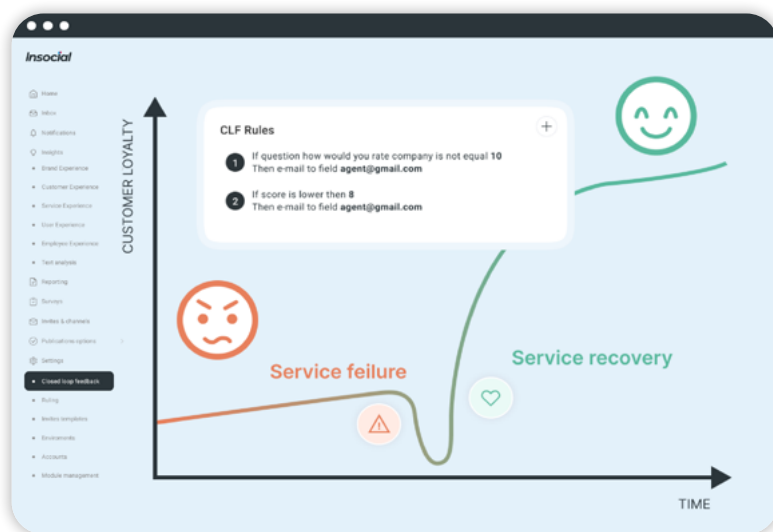 Insocial
Home
Inbox
Notifications
Insights
Brand Experience
Customer Experience
Service Experience
User Experience
Employee Experience
Text analysis
Reporting
Surveys
Invites & channels
Publications options
Settings
Closed loop feedback
Ruling
Invites templates
Accounts
Module management
CUSTOMER LOYALTY
CLF Rules
1 If question how would you rate company is not equal 10
Then e-mail to field agent@gmail.com
2 If score is lower then 8
Then e-mail to field agent@gmail.com
Service feilure
Service recovery
TIME